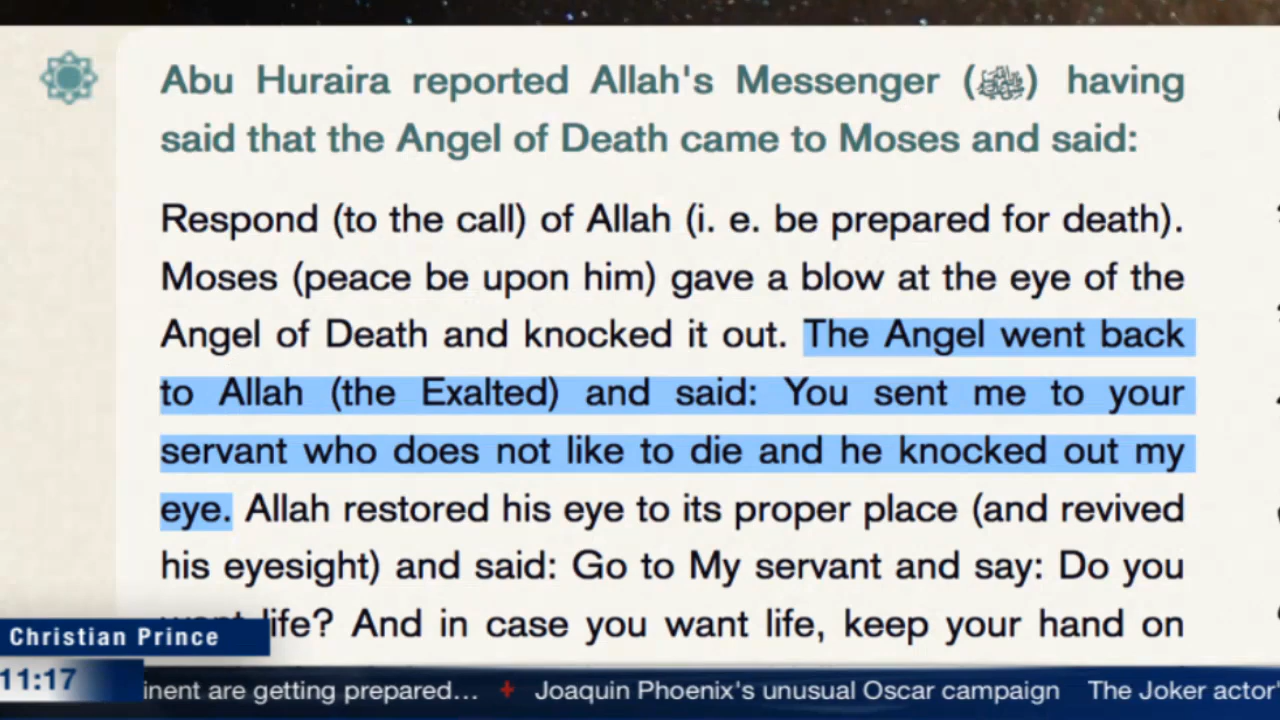 Abu Huraira reported Allah's Messenger (ﷺ) having
said that the Angel of Death came to Moses and said:
Respond (to the call) of Allah (i. e. be prepared for death).
Moses (peace be upon him) gave a blow at the eye of the
Angel of Death and knocked it out. The Angel went back
to Allah (the Exalted) and said: You sent me to your
servant who does not like to die and he knocked out my
eye. Allah restored his eye to its proper place (and revived
his eyesight) and said: Go to My servant and say: Do you
want life? And in case you want life, keep your hand on
Christian Prince
11:17
inent are getting prepared... + Joaquin Phoenix's unusual Oscar campaign The Joker actor'